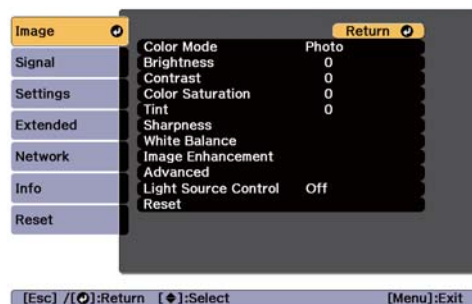 Image
Signal
Settings
Extended
Network
Info
Reset
Return
Color Mode Photo
Brightness 0
Contrast 0
Color Saturation 0
Tint 0
Sharpness
White Balance
Image Enhancement
Advanced
Light Source Control Off
Reset
[Esc] /[ ]:Return [ ]:Select [Menu]:Exit